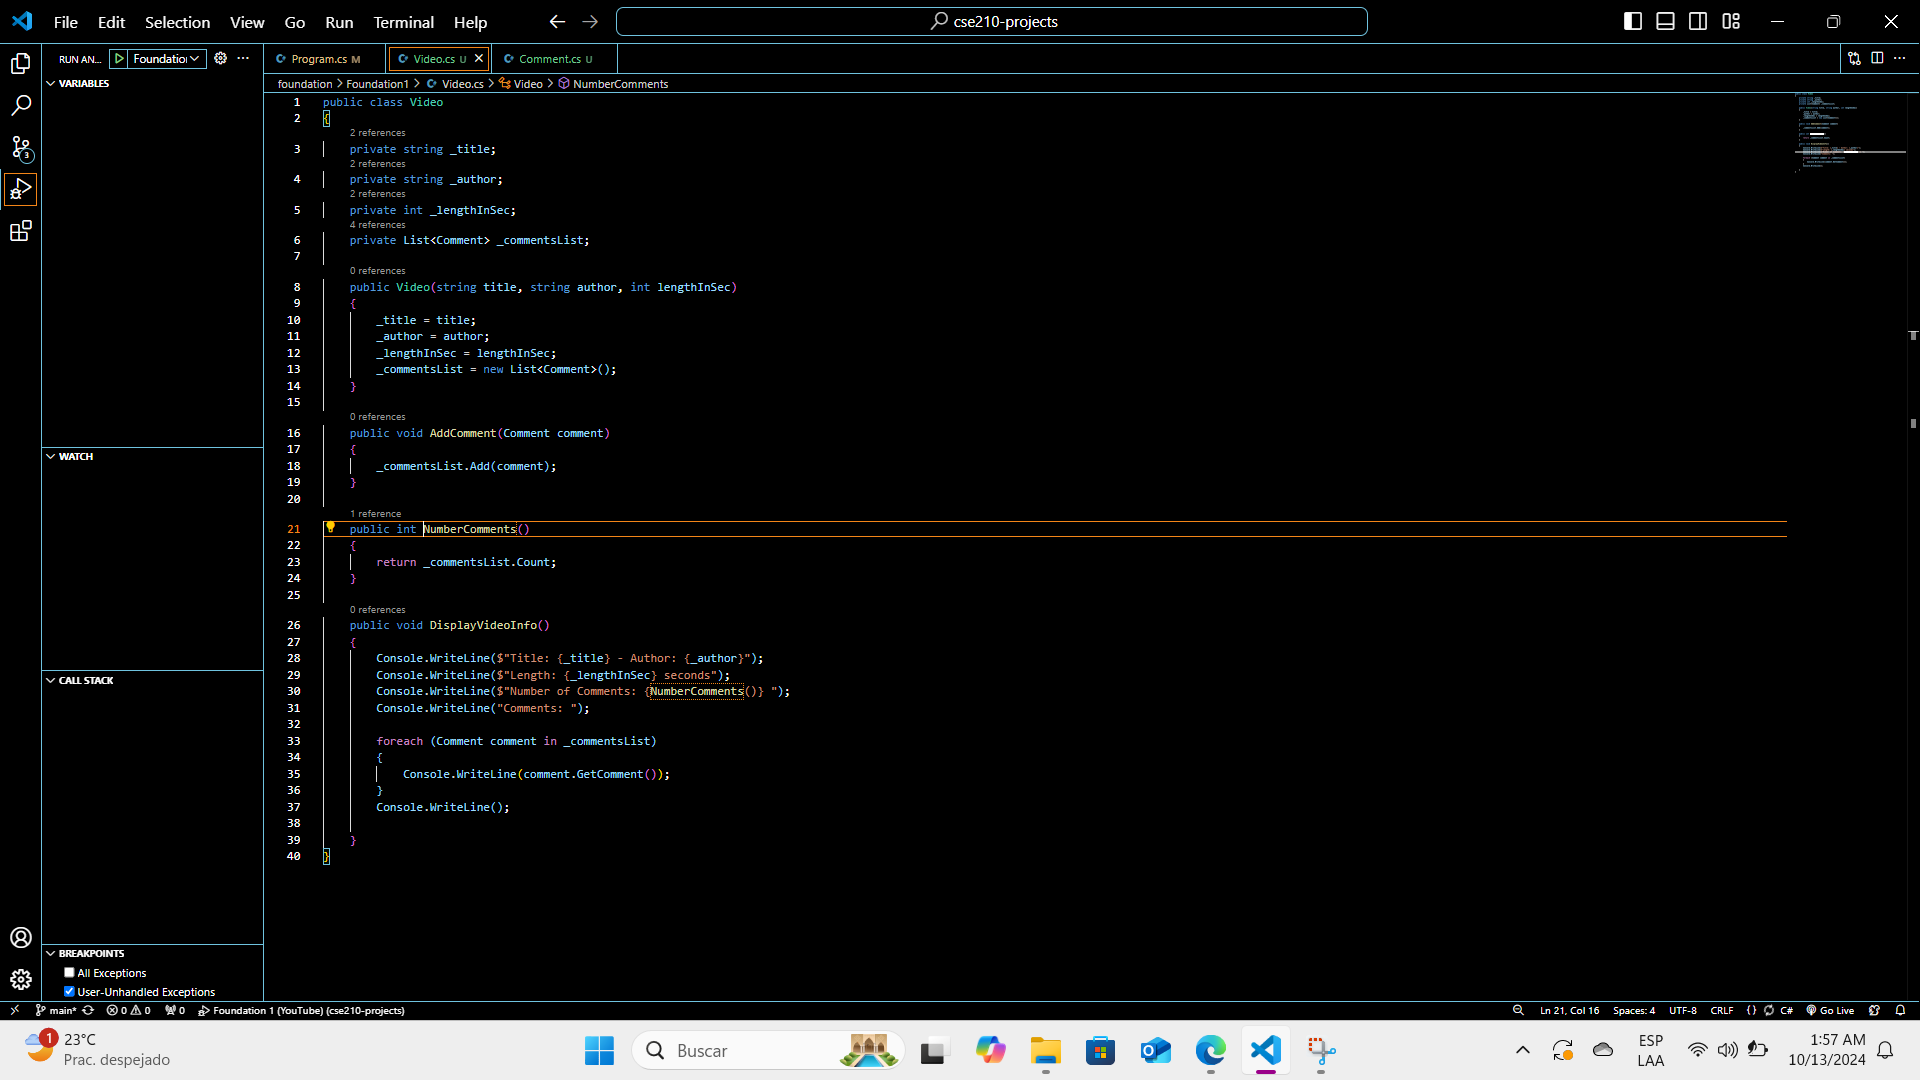 File Edit Selection View Go Run Terminal Help
cse210-projects
RUN AN... Foundation
Program.cs M
Video.cs U
Comment.cs U
foundation > Foundation1 > Video.cs > Video > NumberComments
VARIABLES
WATCH
CALL STACK
BREAKPOINTS
All Exceptions
User-Unhandled Exceptions
1 public class Video
2 {
2 references
3 private string _title;
2 references
4 private string _author;
2 references
5 private int _lengthInSec;
4 references
6 private List<Comment> _commentsList;
7
0 references
8 public Video(string title, string author, int lengthInSec)
9 {
10 _title = title;
11 _author = author;
12 _lengthInSec = lengthInSec;
13 _commentsList = new List<Comment>();
14 }
15
0 references
16 public void AddComment(Comment comment)
17 {
18 _commentsList.Add(comment);
19 }
20
1 reference
21 public int NumberComments()
22 {
23 return _commentsList.Count;
24 }
25
0 references
26 public void DisplayVideoInfo()
27 {
28 Console.WriteLine($"Title: {_title} - Author: {_author}");
29 Console.WriteLine($"Length: {_lengthInSec} seconds");
30 Console.WriteLine($"Number of Comments: {NumberComments()} ");
31 Console.WriteLine("Comments: ");
32
33 foreach (Comment comment in _commentsList)
34 {
35 Console.WriteLine(comment.GetComment());
36 }
37 Console.WriteLine();
38
39 }
40 }
3
main* 0 0 0 Foundation 1 (YouTube) (cse210-projects)
Ln 21, Col 16 Spaces: 4 UTF-8 CRLF {} C# Go Live
1
23°C
Prac. despejado
Buscar
ESP
LAA
1:57 AM
10/13/2024